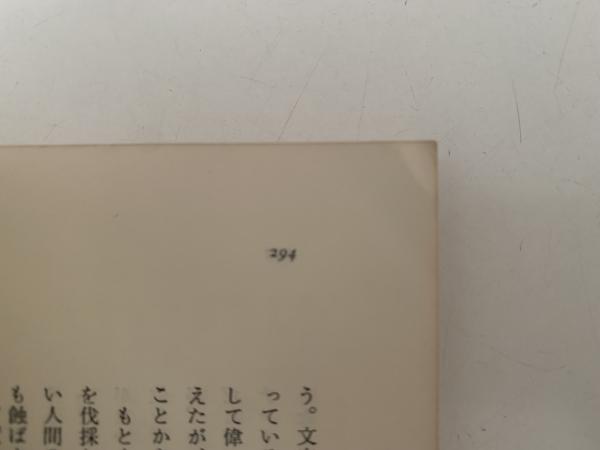 294
う。文
ってい
して偉
えたが
ことか
もと
を伐採
い人間
も蝕ば